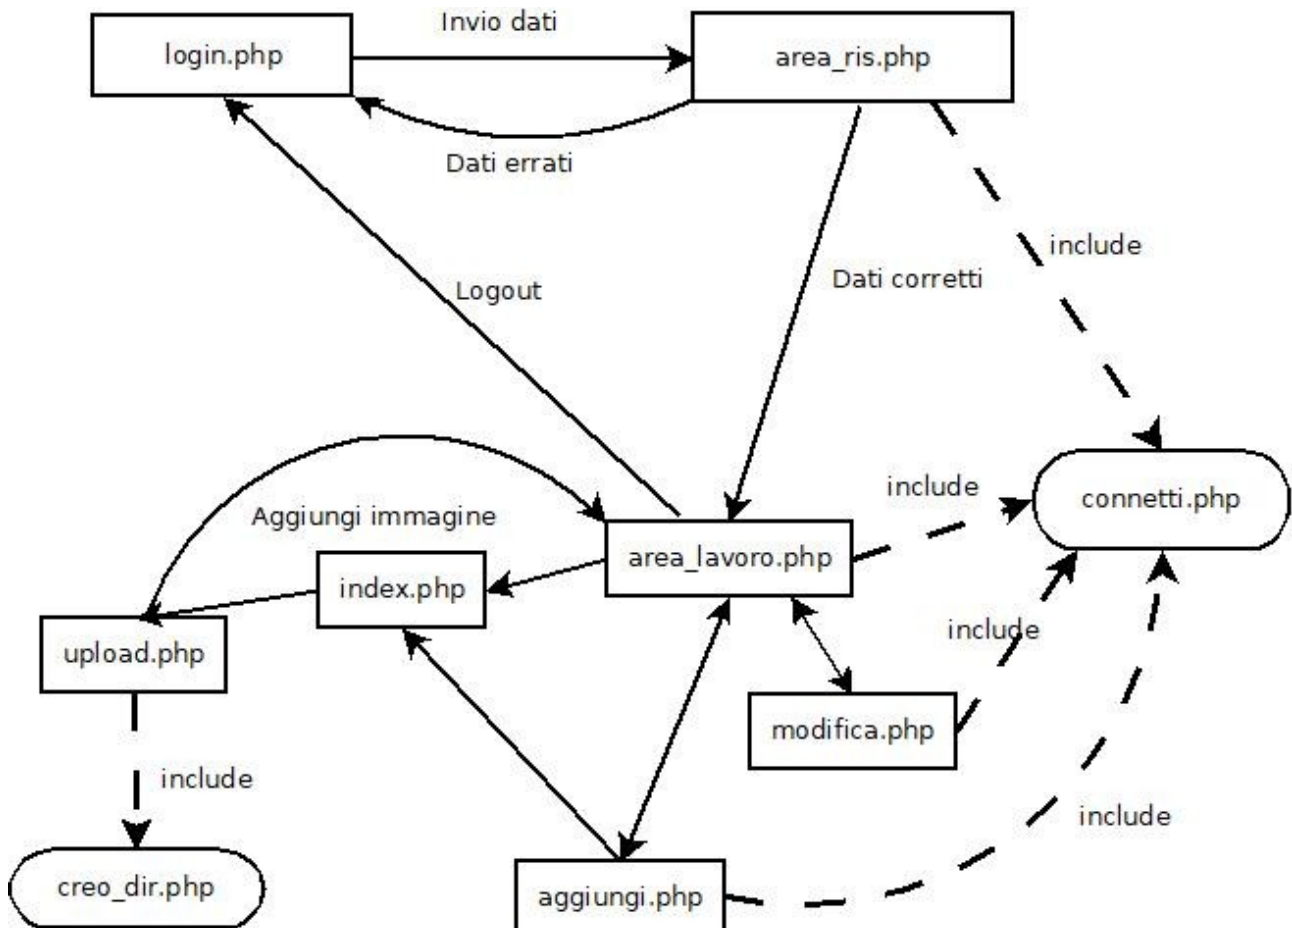 Invio dati
login.php
area_ris.php
Dati errati
include
Dati corretti
Logout
include
connetti.php
Aggiungi immagine
area_lavoro.php
index.php
include
upload.php
modifica.php
include
include
creo_dir.php
aggiungi.php